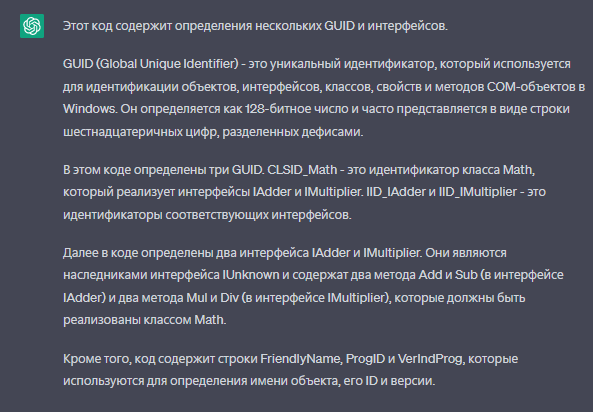 Этот код содержит определения нескольких GUID и интерфейсов.
GUID (Global Unique Identifier) - это уникальный идентификатор, который используется
для идентификации объектов, интерфейсов, классов, свойств и методов COM-объектов в
Windows. Он определяется как 128-битное число и часто представляется в виде строки
шестнадцатеричных цифр, разделенных дефисами.
В этом коде определены три GUID. CLSID_Math - это идентификатор класса Math,
который реализует интерфейсы IAdder и IMultiplier. IID_IAdder и IID_IMultiplier - это
идентификаторы соответствующих интерфейсов.
Далее в коде определены два интерфейса IAdder и IMultiplier. Они являются
наследниками интерфейса IUnknown и содержат два метода Add и Sub (в интерфейсе
IAdder) и два метода Mul и Div (в интерфейсе IMultiplier), которые должны быть
реализованы классом Math.
Кроме того, код содержит строки FriendlyName, ProgID и VerIndProg, которые
используются для определения имени объекта, его ID и версии.